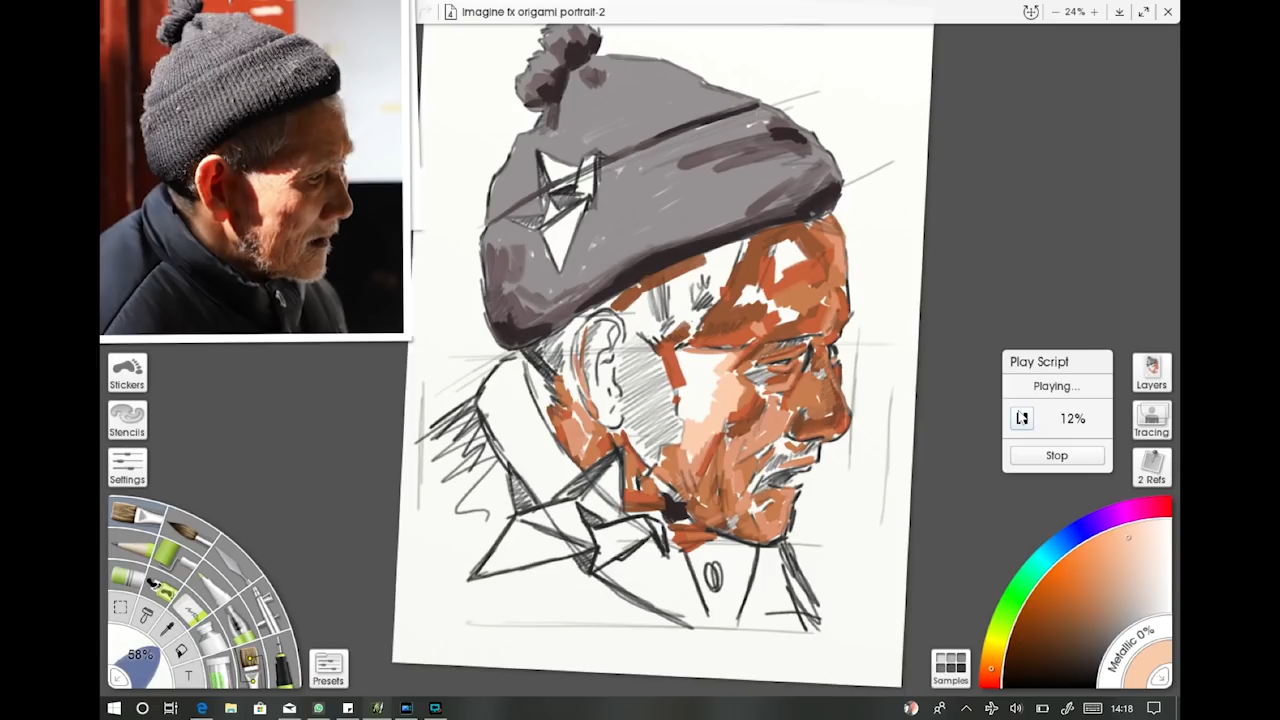 imagine fx origami portrait-2
24%
Play Script
Playing...
12%
Stop
Stickers
Stencils
Settings
Layers
Tracing
2 Refs
58%
T
Presets
Samples
Metallic 0%
14:18